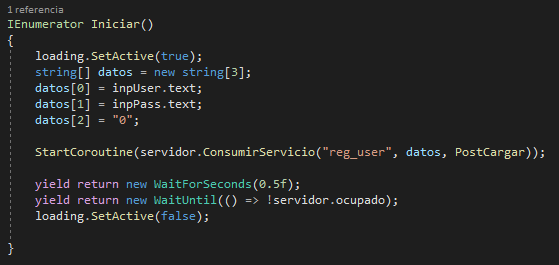 1 referencia
IEnumerator Iniciar()
{
loading.SetActive(true);
string[] datos = new string[3];
datos[0] = inpUser.text;
datos[1] = inpPass.text;
datos[2] = "0";
StartCoroutine(servidor.ConsumirServicio("reg_user", datos, PostCargar));
yield return new WaitForSeconds(0.5f);
yield return new WaitUntil(() => !servidor.ocupado);
loading.SetActive(false);
}